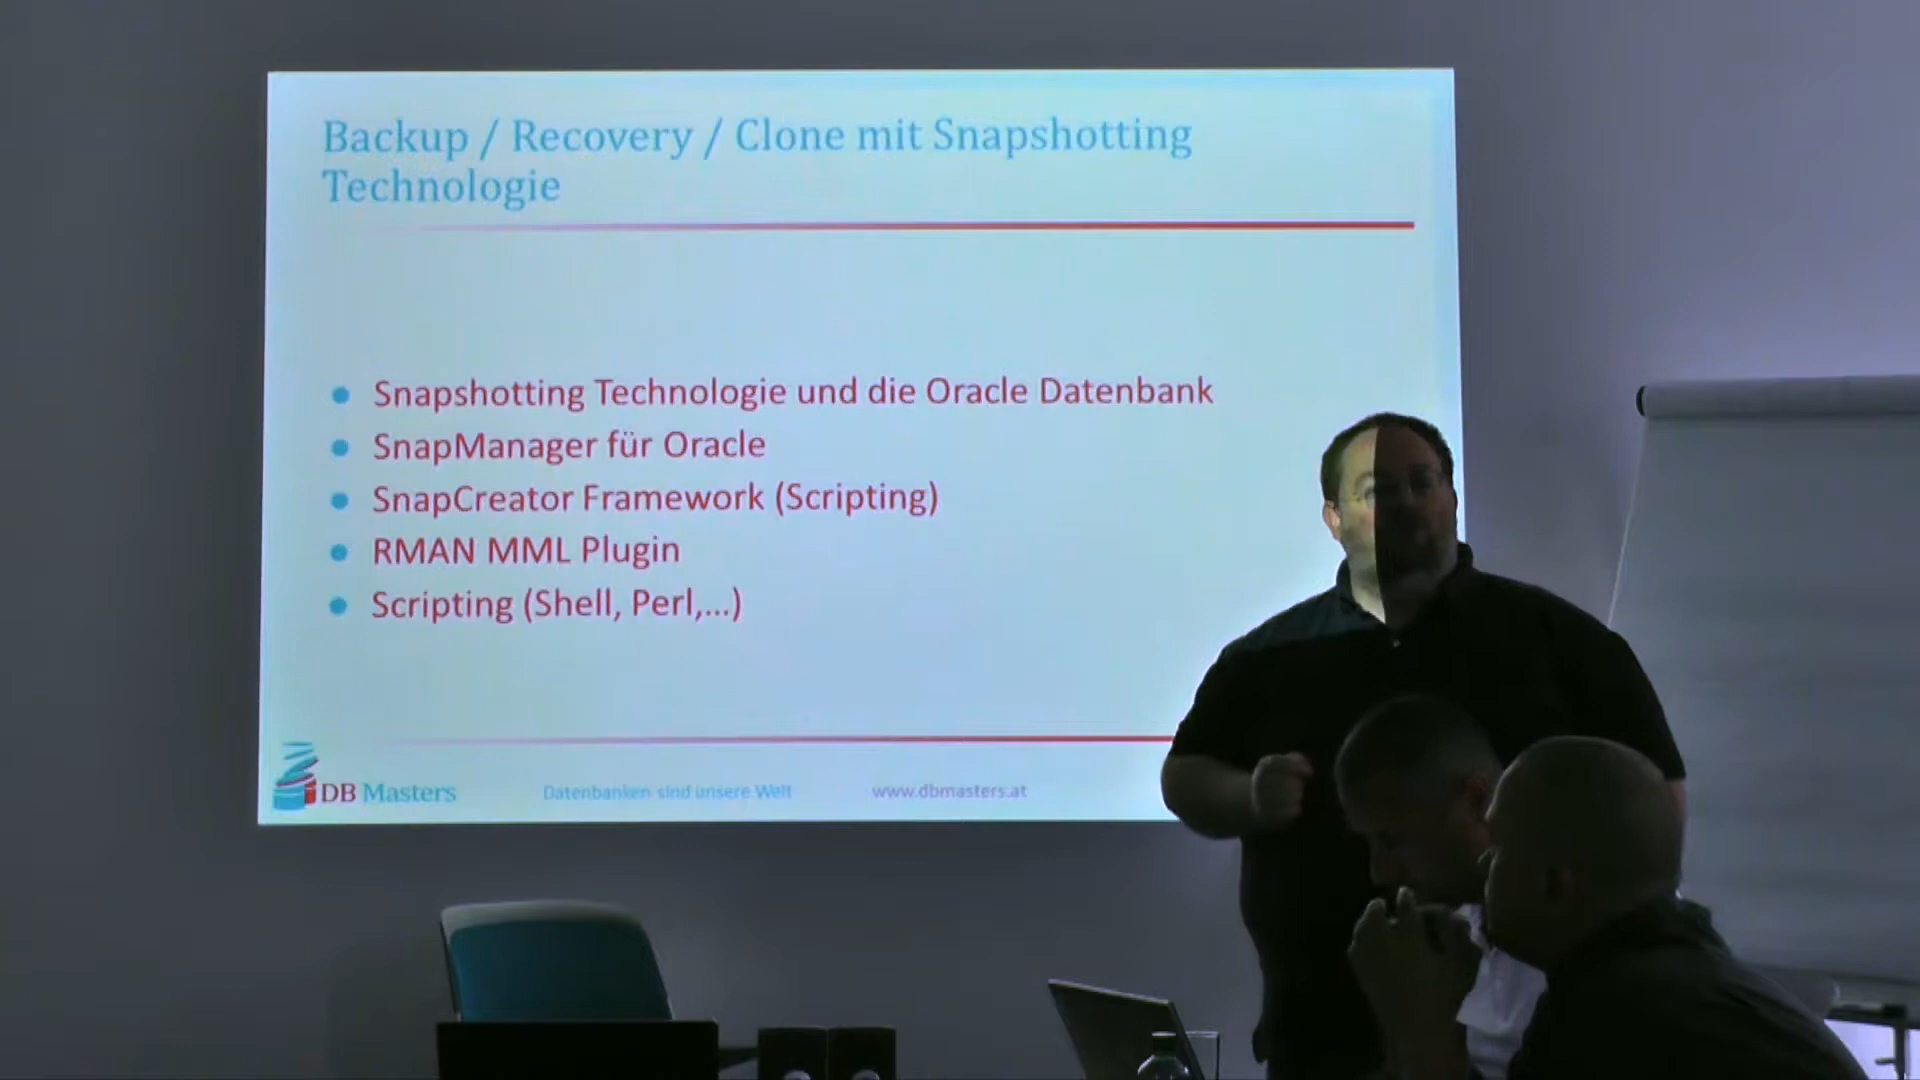 Backup / Recovery / Clone mit Snapshotting
Technologie
Snapshotting Technologie und die Oracle Datenbank
SnapManager für Oracle
SnapCreator Framework (Scripting)
RMAN MML Plugin
Scripting (Shell, Perl,...)
DB Masters Datenbanken sind unsere Welt www.dbmasters.at